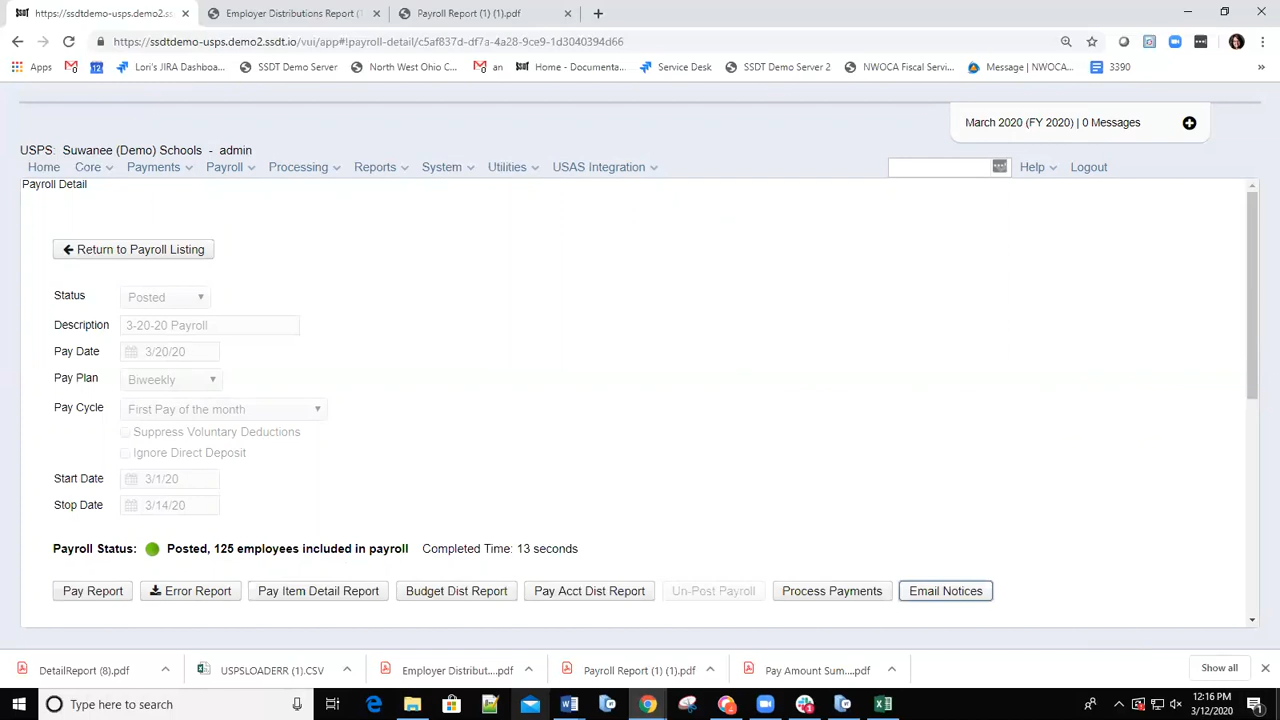 https://ssdtdemo-usps.demo2.ss
Employer Distributions Report (
Payroll Report (1) (1).pdf
https://ssdtdemo-usps.demo2.ssdt.io/vui/app#!payroll-detail/c5af837d-df7a-4a28-9ce9-1d3040394d66
Apps
Lori's JIRA Dashboa...
SSDT Demo Server
North West Ohio C...
an
Home - Documenta...
Service Desk
SSDT Demo Server 2
NWOCA Fiscal Servi...
Message | NWOCA...
3390
»
March 2020 (FY 2020) | 0 Messages
USPS: Suwanee (Demo) Schools - admin
Home Core Payments Payroll Processing Reports System Utilities USAS Integration Help Logout
Payroll Detail
Return to Payroll Listing
Status Posted
Description 3-20-20 Payroll
Pay Date 3/20/20
Pay Plan Biweekly
Pay Cycle First Pay of the month
Suppress Voluntary Deductions
Ignore Direct Deposit
Start Date 3/1/20
Stop Date 3/14/20
Payroll Status: Posted, 125 employees included in payroll Completed Time: 13 seconds
Pay Report Error Report Pay Item Detail Report Budget Dist Report Pay Acct Dist Report Un-Post Payroll Process Payments Email Notices
DetailReport (8).pdf
USPSLOADERR (1).CSV
Employer Distribut....pdf
Payroll Report (1) (1).pdf
Pay Amount Sum....pdf
Show all
Type here to search
12:16 PM
3/12/2020